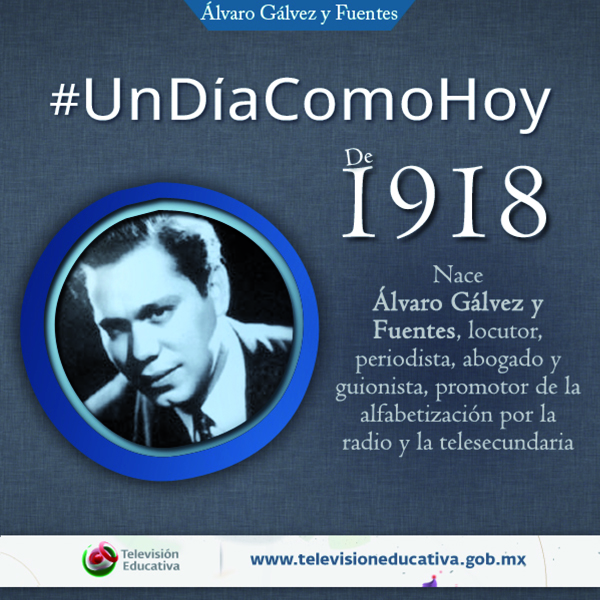 Álvaro Gálvez y Fuentes
#UnDíaComoHoy
De
1918
Nace
Álvaro Gálvez y
Fuentes, locutor,
periodista, abogado y
guionista, promotor de la
alfabetización por la
radio y la telesecundaria
Televisión
Educativa
www.televisioneducativa.gob.mx